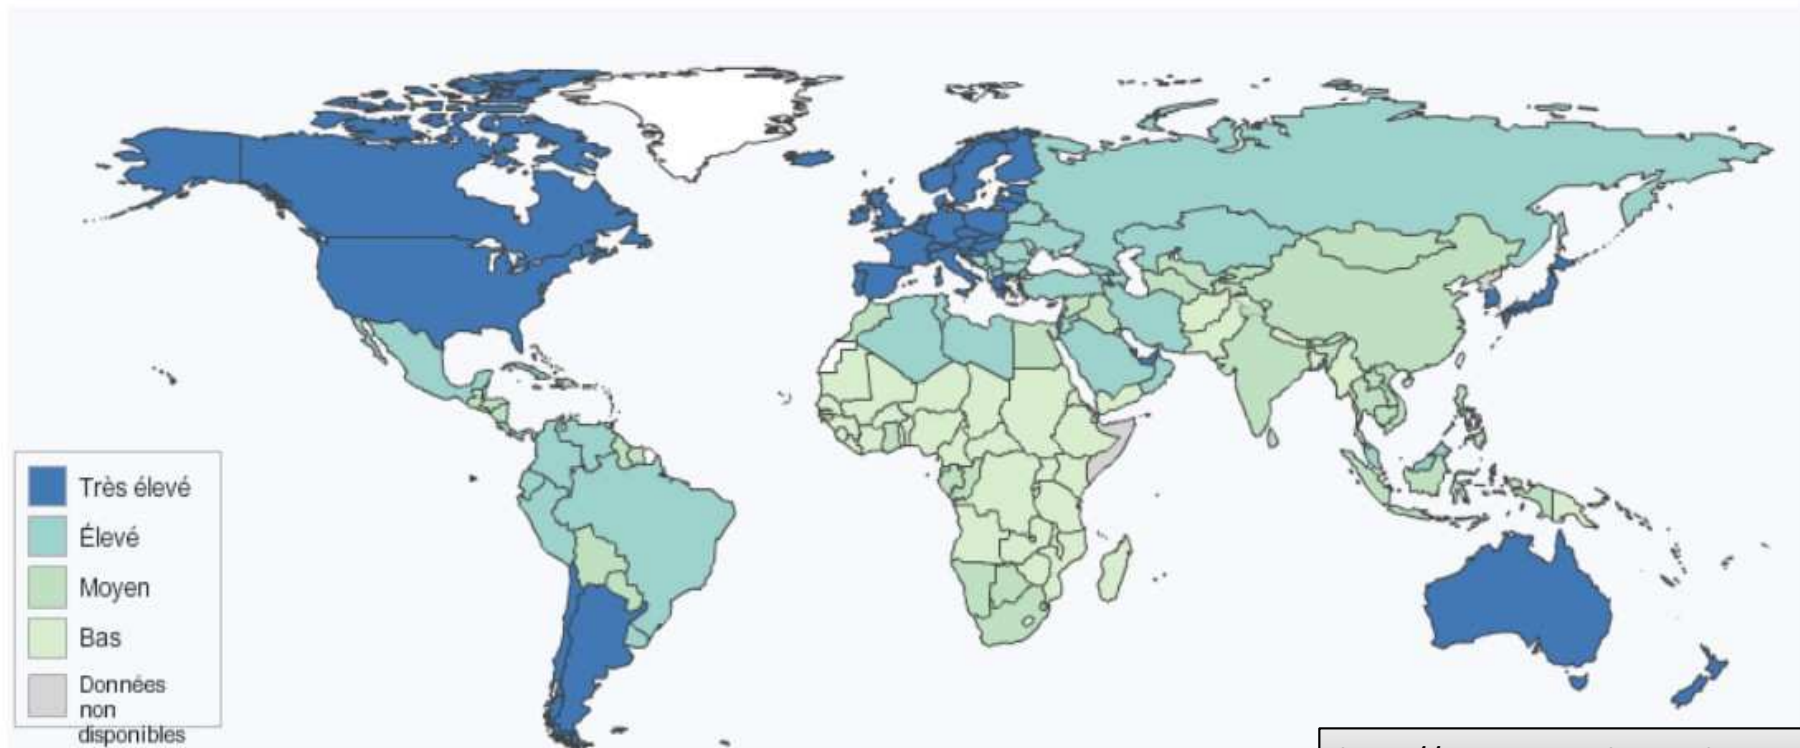 Très élevé
Élevé
Moyen
Bas
Données
non
disponibles